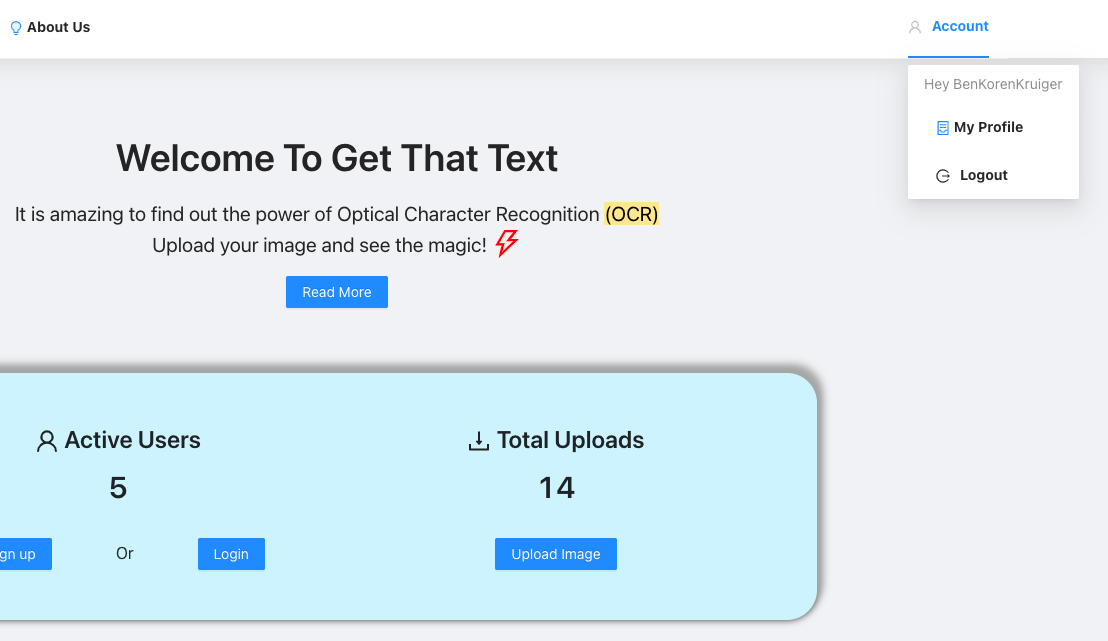 About Us
Account
Hey BenKorenKruiger
My Profile
Logout
Welcome To Get That Text
It is amazing to find out the power of Optical Character Recognition (OCR)
Upload your image and see the magic!
Read More
Active Users
Total Uploads
5
14
gn up
Or
Login
Upload Image